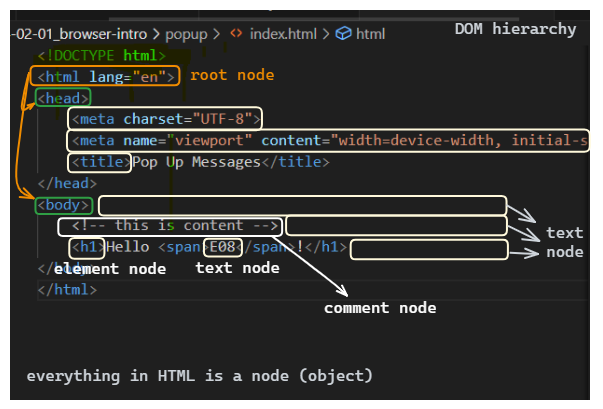 DOM hierarchy
-02-01_browser-intro > popup > <> index.html > html
<!DOCTYPE html>
<html lang="en"> root node
<head>
<meta charset="UTF-8">
<meta name="viewport" content="width=device-width, initial-s
<title>Pop Up Messages</title>
</head>
<body>
<!-- this is content -->
text
node
<h1>Hello <span>E08</span>!</h1>
</body>
element node
text node
</html>
comment node
everything in HTML is a node (object)